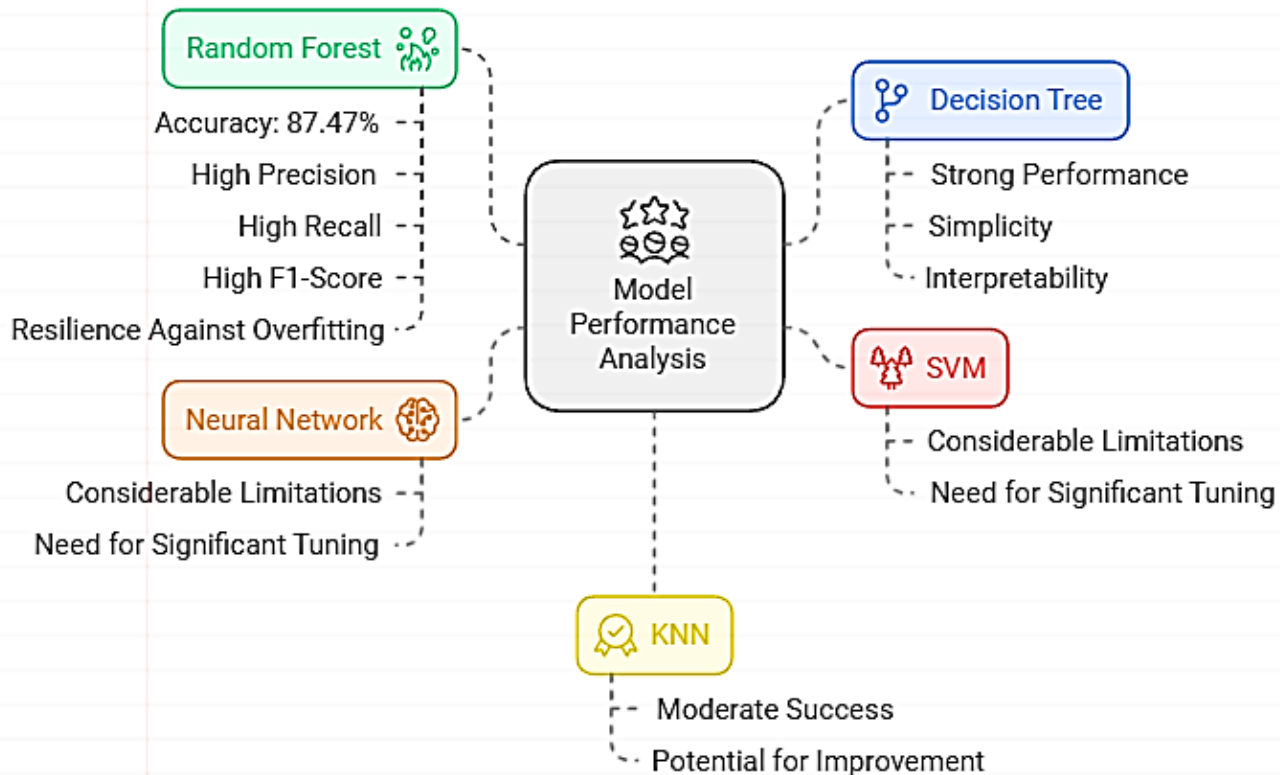 Random Forest
Accuracy: 87.47%
High Precision
High Recall
High F1-Score
Resilience Against Overfitting
Neural Network
Considerable Limitations
Need for Significant Tuning
Model
Performance
Analysis
Decision Tree
Strong Performance
Simplicity
Interpretability
SVM
Considerable Limitations
Need for Significant Tuning
KNN
Moderate Success
Potential for Improvement